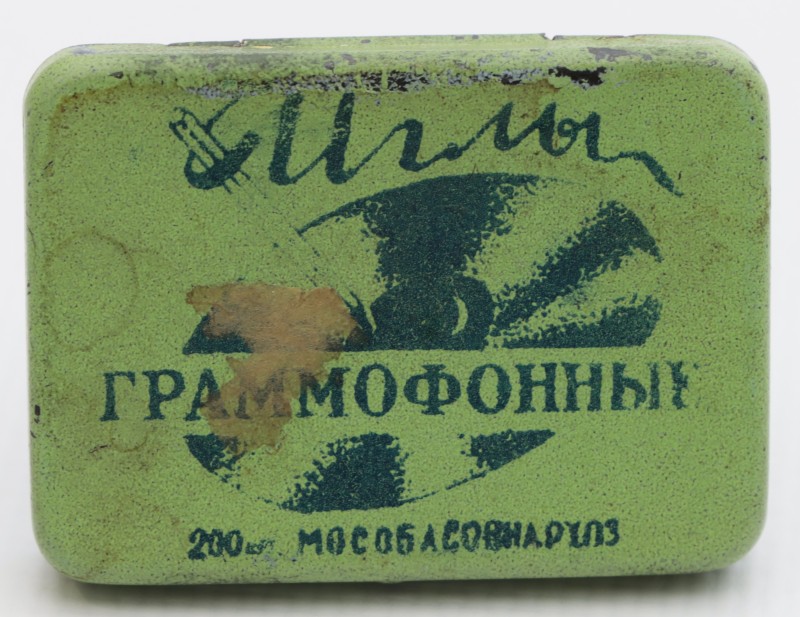 Иглы
ГРАММОФОННЫЕ
200 шт. МОСОБЛСОВНАРХОЗ